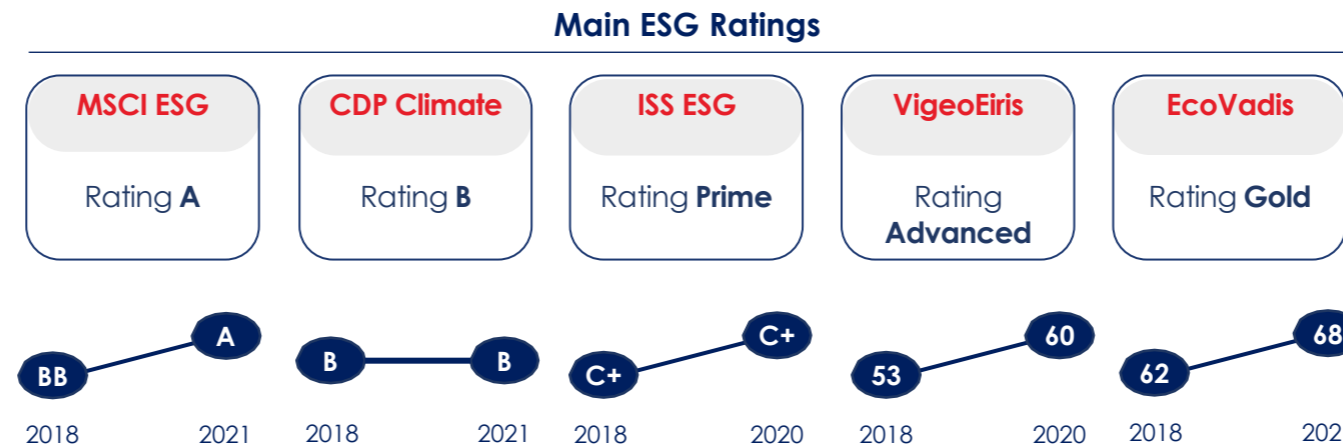 Main ESG Ratings
MSCI ESG
Rating A
BB
A
2018 2021
CDP Climate
Rating B
B
B
2018 2021
ISS ESG
Rating Prime
C+
C+
2018 2020
VigeoEiris
Rating
Advanced
53
60
2018 2020
EcoVadis
Rating Gold
62
68
2018